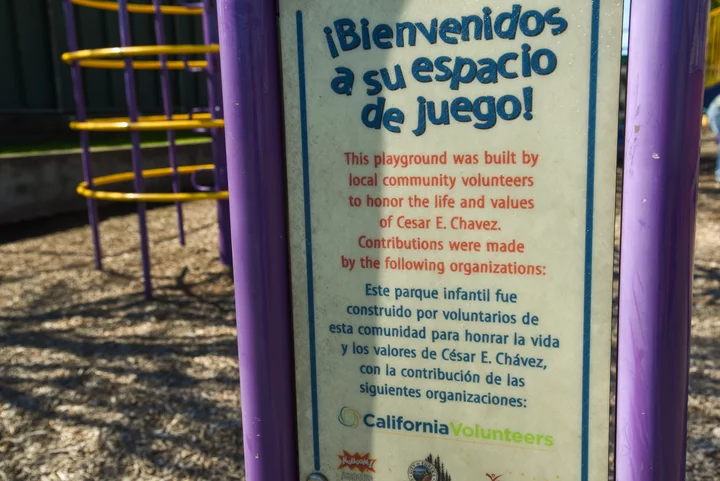 ¡Bienvenidos
a su espacio
de juego!
This playground was built by
local community volunteers
to honor the life and values
of Cesar E. Chavez.
Contributions were made
by the following organizations:
Este parque infantil fue
construido por voluntarios de
esta comunidad para honrar la vida
y los valores de César E. Chávez,
con la contribución de las
siguientes organizaciones:
CaliforniaVolunteers
KaBOOM!